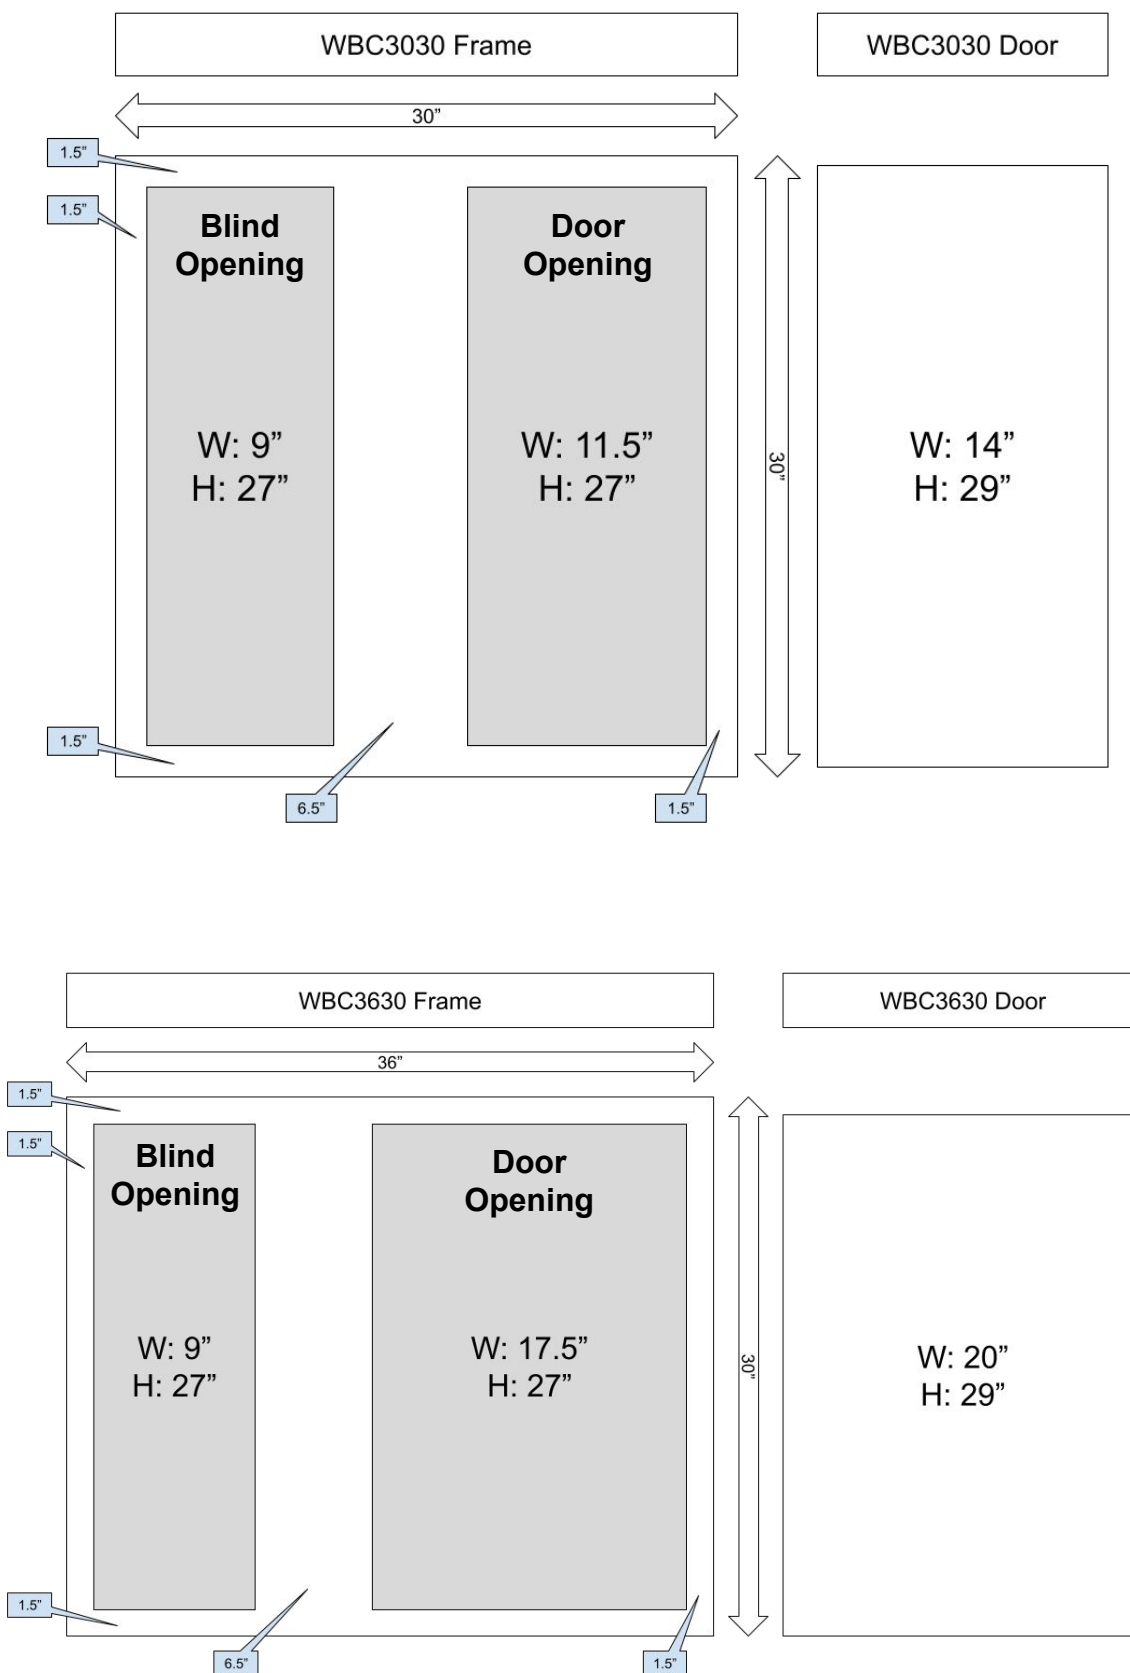 WBC3030 Frame
WBC3030 Door
30”
1.5”
1.5”
Blind
Opening
Door
Opening
W: 9”
H: 27”
W: 11.5”
H: 27”
30”
W: 14”
H: 29”
1.5”
6.5”
1.5”
WBC3630 Frame
WBC3630 Door
36”
1.5”
1.5”
Blind
Opening
Door
Opening
W: 9”
H: 27”
W: 17.5”
H: 27”
30”
W: 20”
H: 29”
1.5”
6.5”
1.5”